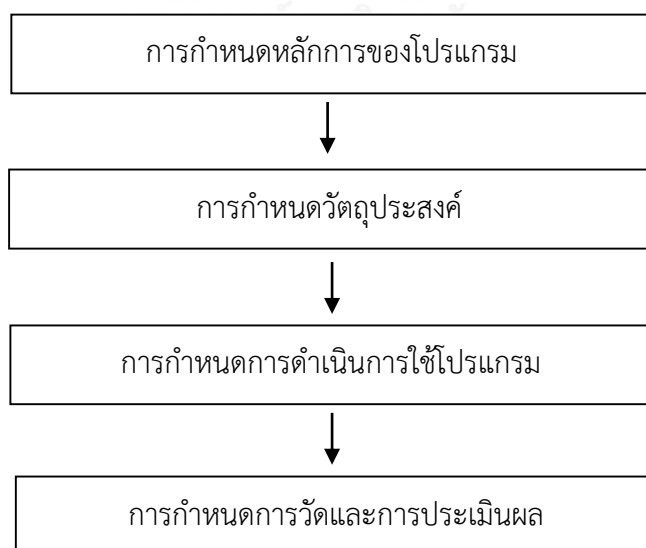 การกำหนดหลักการของโปรแกรม
การกำหนดวัตถุประสงค์
การกำหนดการดำเนินการใช้โปรแกรม
การกำหนดการวัดและการประเมินผล